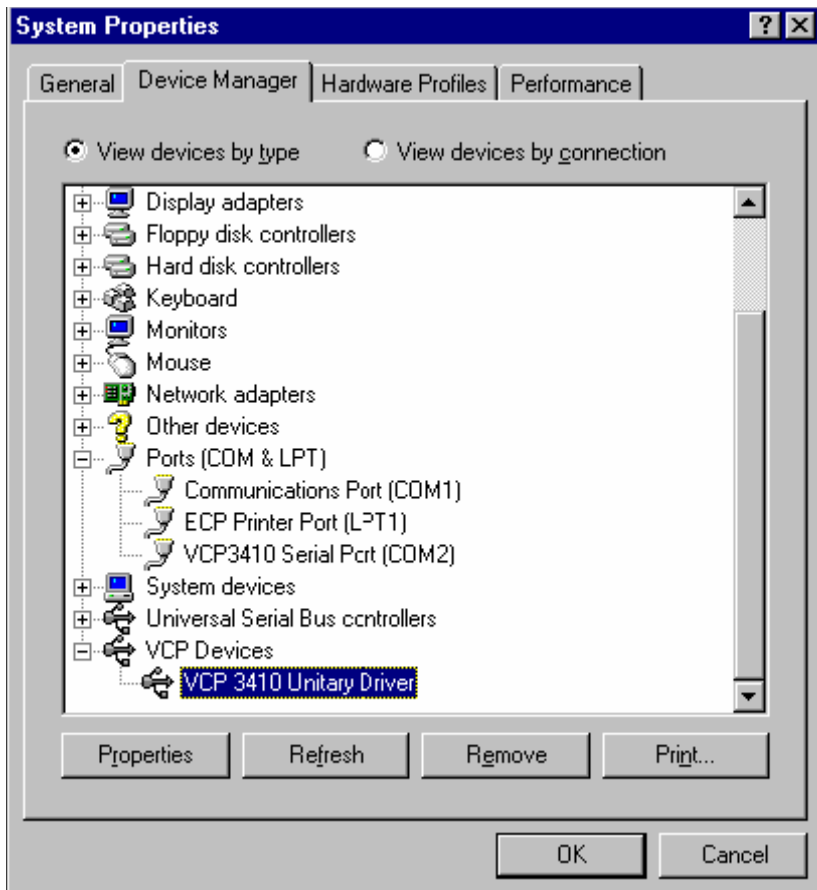 System Properties
General Device Manager Hardware Profiles Performance
View devices by type View devices by connection
Display adapters
Floppy disk controllers
Hard disk controllers
Keyboard
Monitors
Mouse
Network adapters
Other devices
Ports (COM & LPT)
Communications Port (COM1)
ECP Printer Port (LPT1)
VCP3410 Serial Port (COM2)
System devices
Universal Serial Bus controllers
VCP Devices
VCP 3410 Unitary Driver
Properties Refresh Remove Print...
OK Cancel